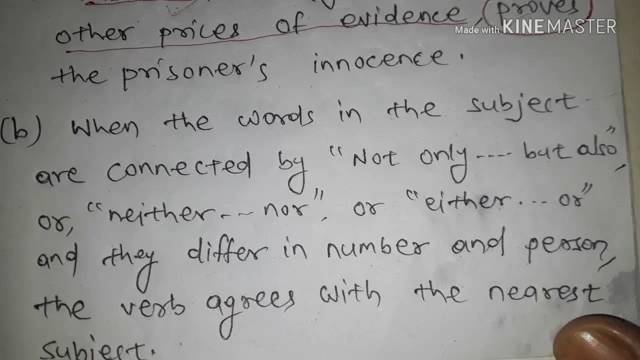 other prices of evidence, proves
Made with KINEMASTER
the prisoner's innocence.
(b) When the words in the subject
are connected by "Not only---- but also",
or, "neither--- nor", or "either... or"
and they differ in number and person,
the verb agrees with the nearest
subject.